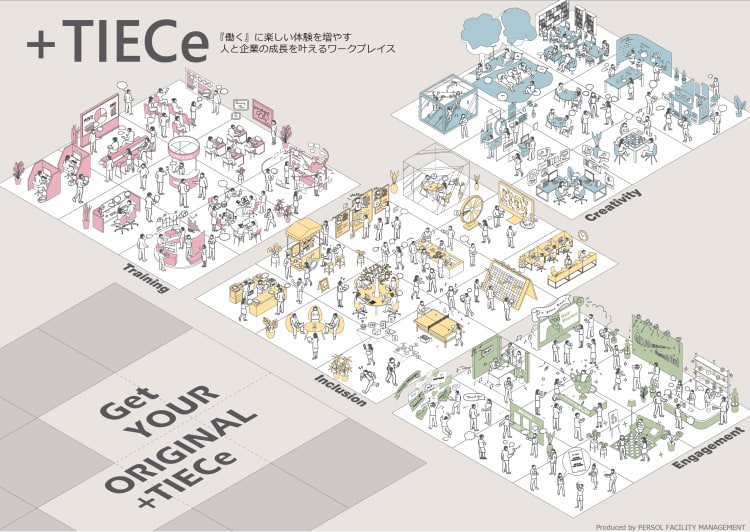 +TIECe
『働く』に楽しい体験を増やす
人と企業の成長を叶えるワークプレイス
Creativity
Training
Inclusion
Engagement
Get
YOUR
ORIGINAL
+TIECe
Produced by PERSOL FACILITY MANAGEMENT